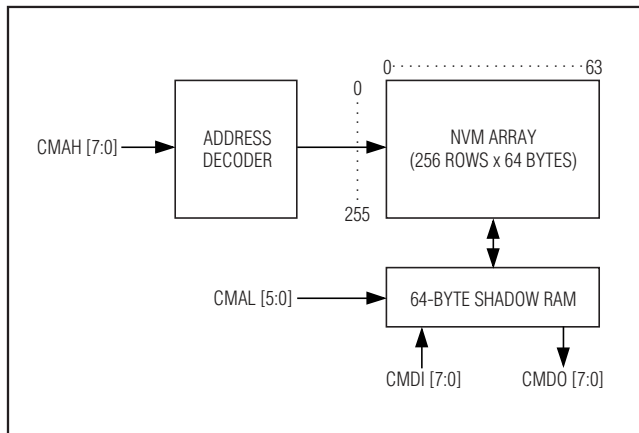 0 63
0
CMAH [7:0]
ADDRESS
DECODER
NVM ARRAY
(256 ROWS x 64 BYTES)
255
CMAL [5:0]
64-BYTE SHADOW RAM
CMDI [7:0] CMDO [7:0]